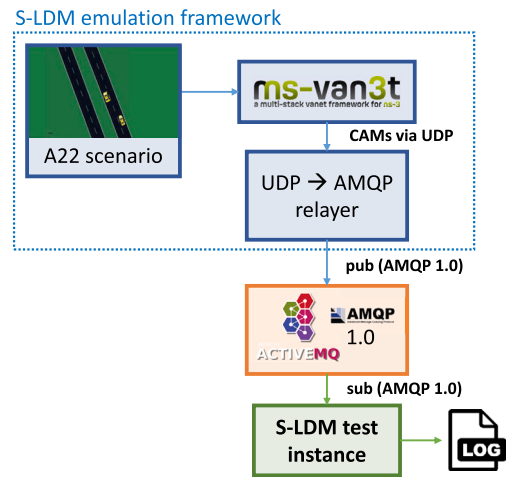 S-LDM emulation framework
ms-van3t
a multi-stack vanet framework for ns-3
A22 scenario
CAMs via UDP
UDP → AMQP
relayer
pub (AMQP 1.0)
AMQP
1.0
ACTIVEMQ
sub (AMQP 1.0)
S-LDM test
instance
LOG